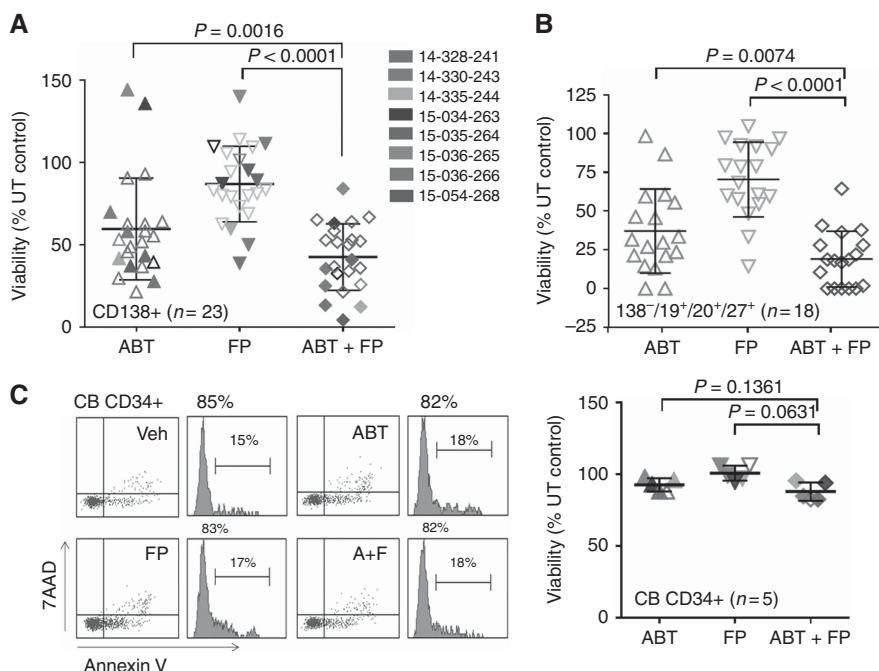 A
P = 0.0016
P < 0.0001
150
100
50
0
Viability (% UT control)
CD138+ (n = 23)
ABT
FP
ABT + FP
14-328-241
14-330-243
14-335-244
15-034-263
15-035-264
15-036-265
15-036-266
15-054-268
B
P = 0.0074
P < 0.0001
125
100
75
50
25
0
−25
Viability (% UT control)
138⁻/19⁺/20⁺/27⁺ (n = 18)
ABT
FP
ABT + FP
C
CB CD34+
85%
82%
Veh
15%
ABT
18%
83%
82%
FP
17%
A+F
18%
7AAD
Annexin V
P = 0.1361
P = 0.0631
150
100
50
0
Viability (% UT control)
CB CD34+ (n = 5)
ABT
FP
ABT + FP